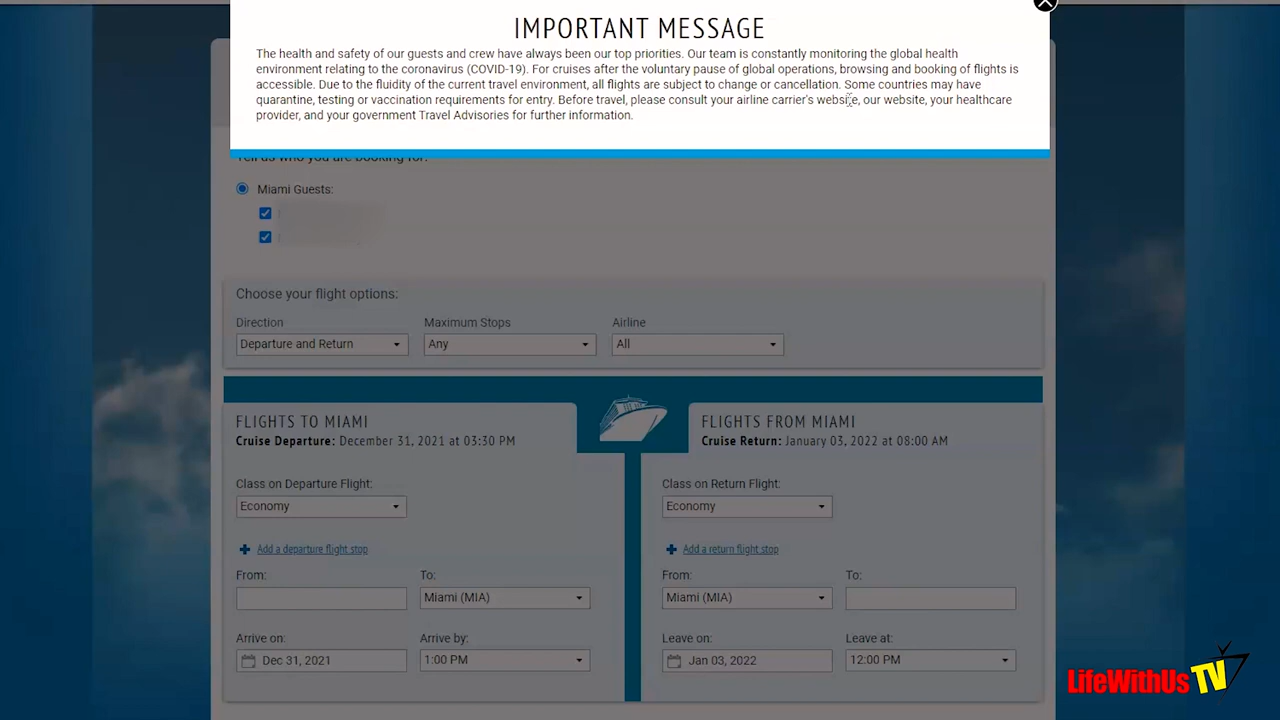 IMPORTANT MESSAGE
The health and safety of our guests and crew have always been our top priorities. Our team is constantly monitoring the global health
environment relating to the coronavirus (COVID-19). For cruises after the voluntary pause of global operations, browsing and booking of flights is
accessible. Due to the fluidity of the current travel environment, all flights are subject to change or cancellation. Some countries may have
quarantine, testing or vaccination requirements for entry. Before travel, please consult your airline carrier's website, our website, your healthcare
provider, and your government Travel Advisories for further information.
Tell us who you are booking for:
Miami Guests:
Choose your flight options:
Direction Maximum Stops Airline
Departure and Return Any All
FLIGHTS TO MIAMI
Cruise Departure: December 31, 2021 at 03:30 PM
Class on Departure Flight:
Economy
Add a departure flight stop
From: To:
Miami (MIA)
Arrive on: Arrive by:
Dec 31, 2021 1:00 PM
FLIGHTS FROM MIAMI
Cruise Return: January 03, 2022 at 08:00 AM
Class on Return Flight:
Economy
Add a return flight stop
From: To:
Miami (MIA)
Leave on: Leave at:
Jan 03, 2022 12:00 PM
LifeWithUs TV